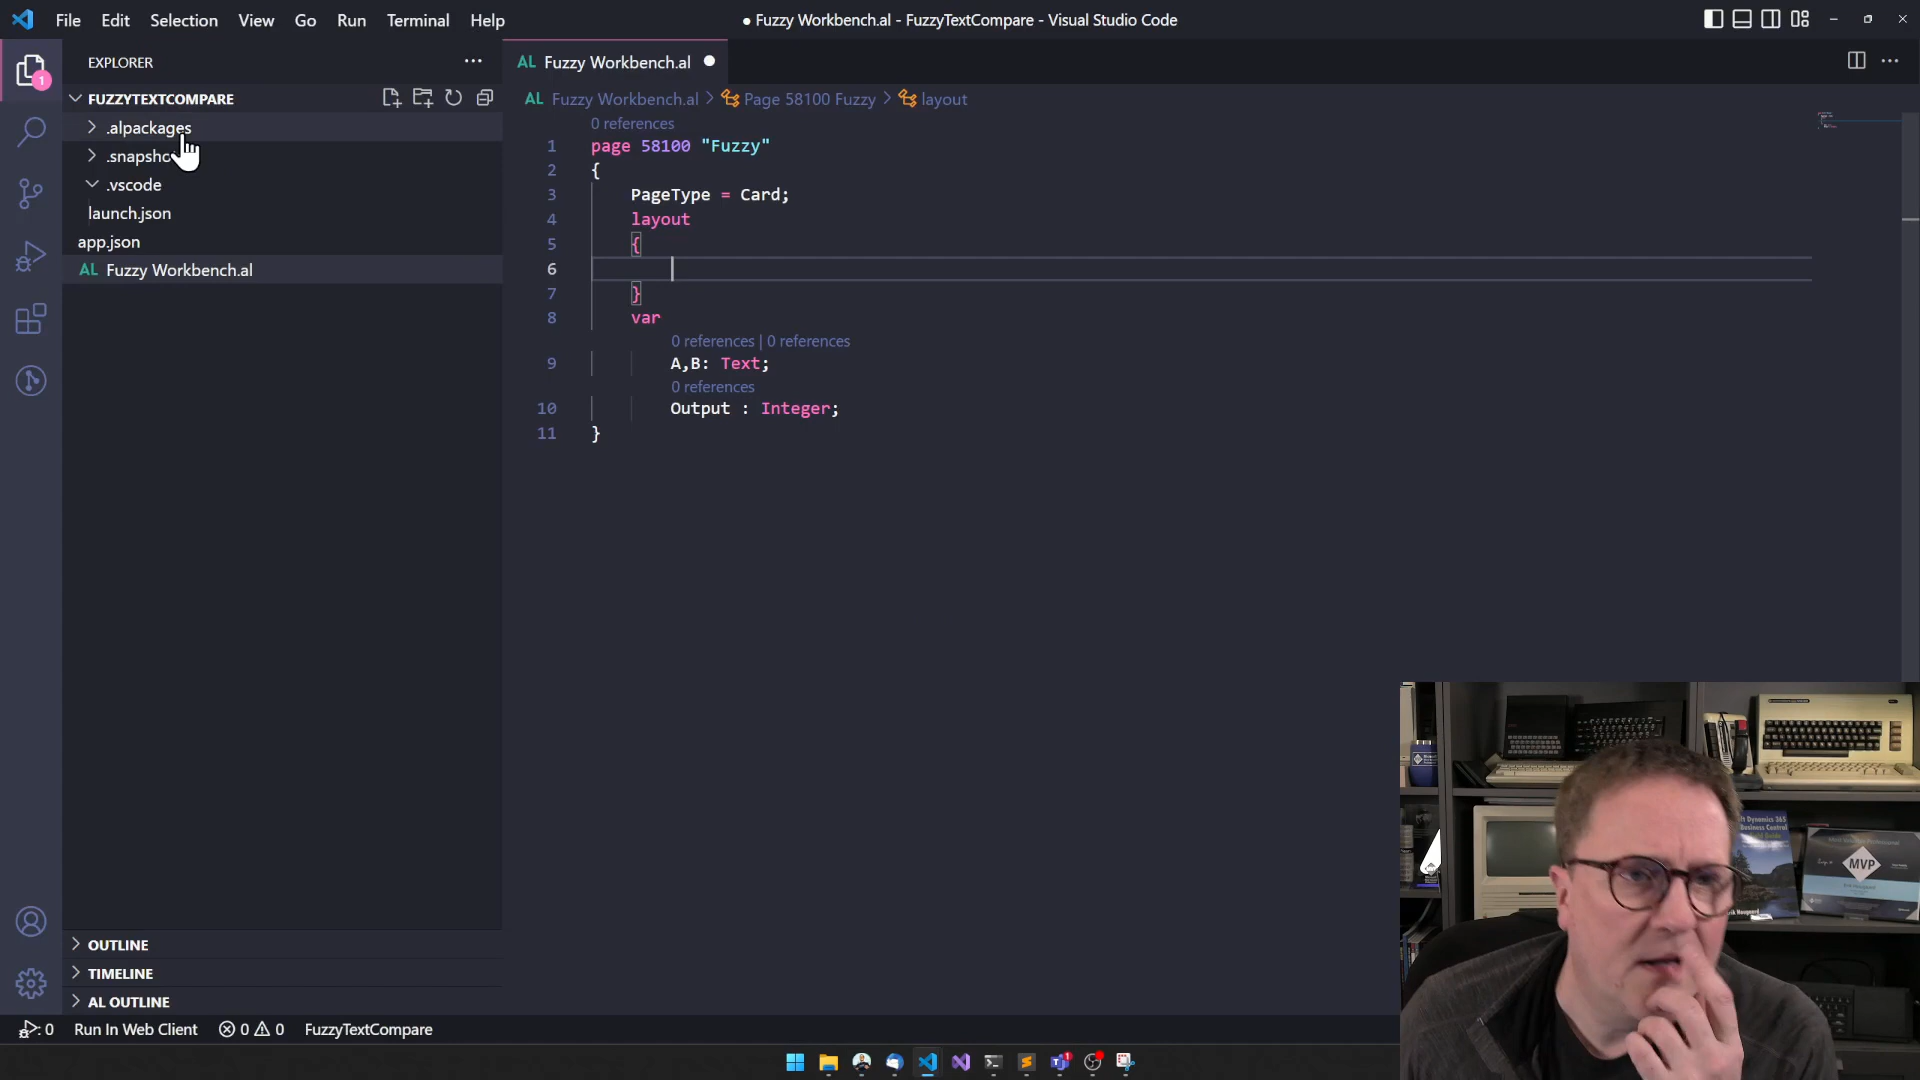 File Edit Selection View Go Run Terminal Help
● Fuzzy Workbench.al - FuzzyTextCompare - Visual Studio Code
EXPLORER
1
FUZZYTEXTCOMPARE
.alpackages
.snapsho
.vscode
launch.json
app.json
AL Fuzzy Workbench.al
OUTLINE
TIMELINE
AL OUTLINE
AL Fuzzy Workbench.al
AL Fuzzy Workbench.al > Page 58100 Fuzzy > layout
0 references
1 page 58100 "Fuzzy"
2 {
3 PageType = Card;
4 layout
5 {
6
7 }
8 var
0 references | 0 references
9 A,B: Text;
0 references
10 Output : Integer;
11 }
MVP
0 Run In Web Client 0 0 FuzzyTextCompare
1